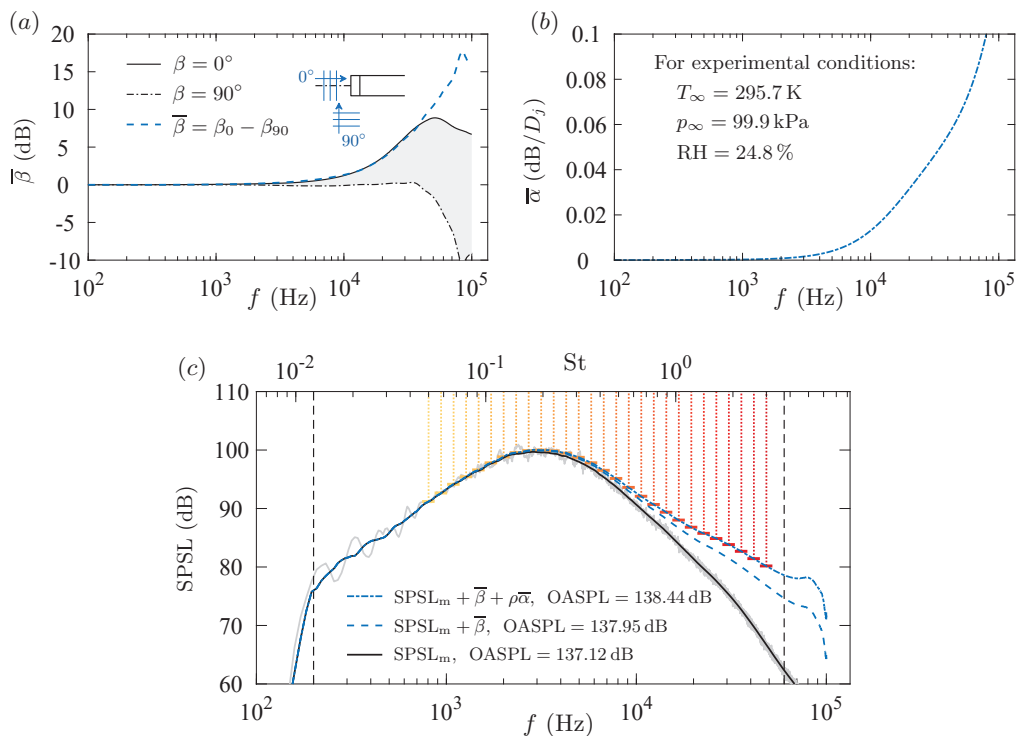 (a)
20
15
10
5
0
-5
-10
β̅ (dB)
β = 0°
β = 90°
β̅ = β₀ − β₉₀
0°
90°
10² 10³ 10⁴ 10⁵
f (Hz)
(b)
0.1
0.08
0.06
0.04
0.02
0
α̅ (dB/Dⱼ)
For experimental conditions:
T∞ = 295.7 K
p∞ = 99.9 kPa
RH = 24.8 %
10² 10³ 10⁴ 10⁵
f (Hz)
(c)
10⁻² 10⁻¹ St 10⁰
110
100
90
80
70
60
SPSL (dB)
SPSLₘ + β̅ + ρα̅, OASPL = 138.44 dB
SPSLₘ + β̅, OASPL = 137.95 dB
SPSLₘ, OASPL = 137.12 dB
10² 10³ 10⁴ 10⁵
f (Hz)